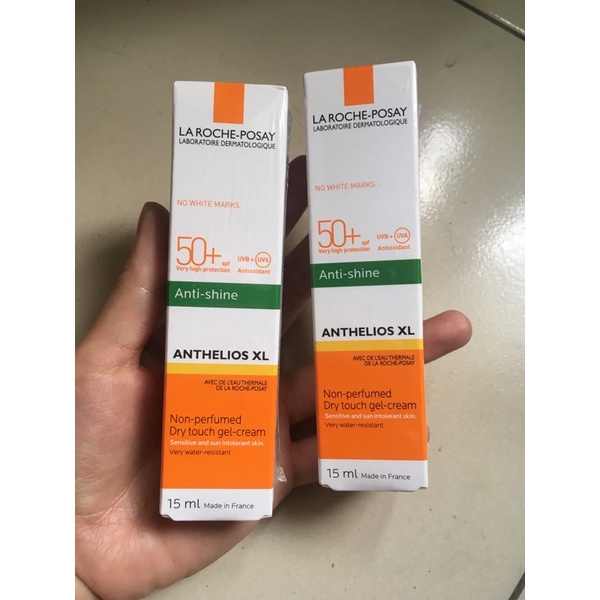 LA ROCHE-POSAY
LABORATOIRE DERMATOLOGIQUE
NO WHITE MARKS
50+ spf
Very high protection
UVB + UVA
Antioxidant
Anti-shine
ANTHELIOS XL
AVEC DE L'EAU THERMALE
DE LA ROCHE-POSAY
Non-perfumed
Dry touch gel-cream
Sensitive and sun intolerant skin.
Very water-resistant
15 ml Made in France
LA ROCHE-POSAY
LABORATOIRE DERMATOLOGIQUE
NO WHITE MARKS
50+ spf
Very high protection
UVB + UVA
Antioxidant
Anti-shine
ANTHELIOS XL
AVEC DE L'EAU THERMALE
DE LA ROCHE-POSAY
Non-perfumed
Dry touch gel-cream
Sensitive and sun intolerant skin.
Very water-resistant
15 ml Made in France